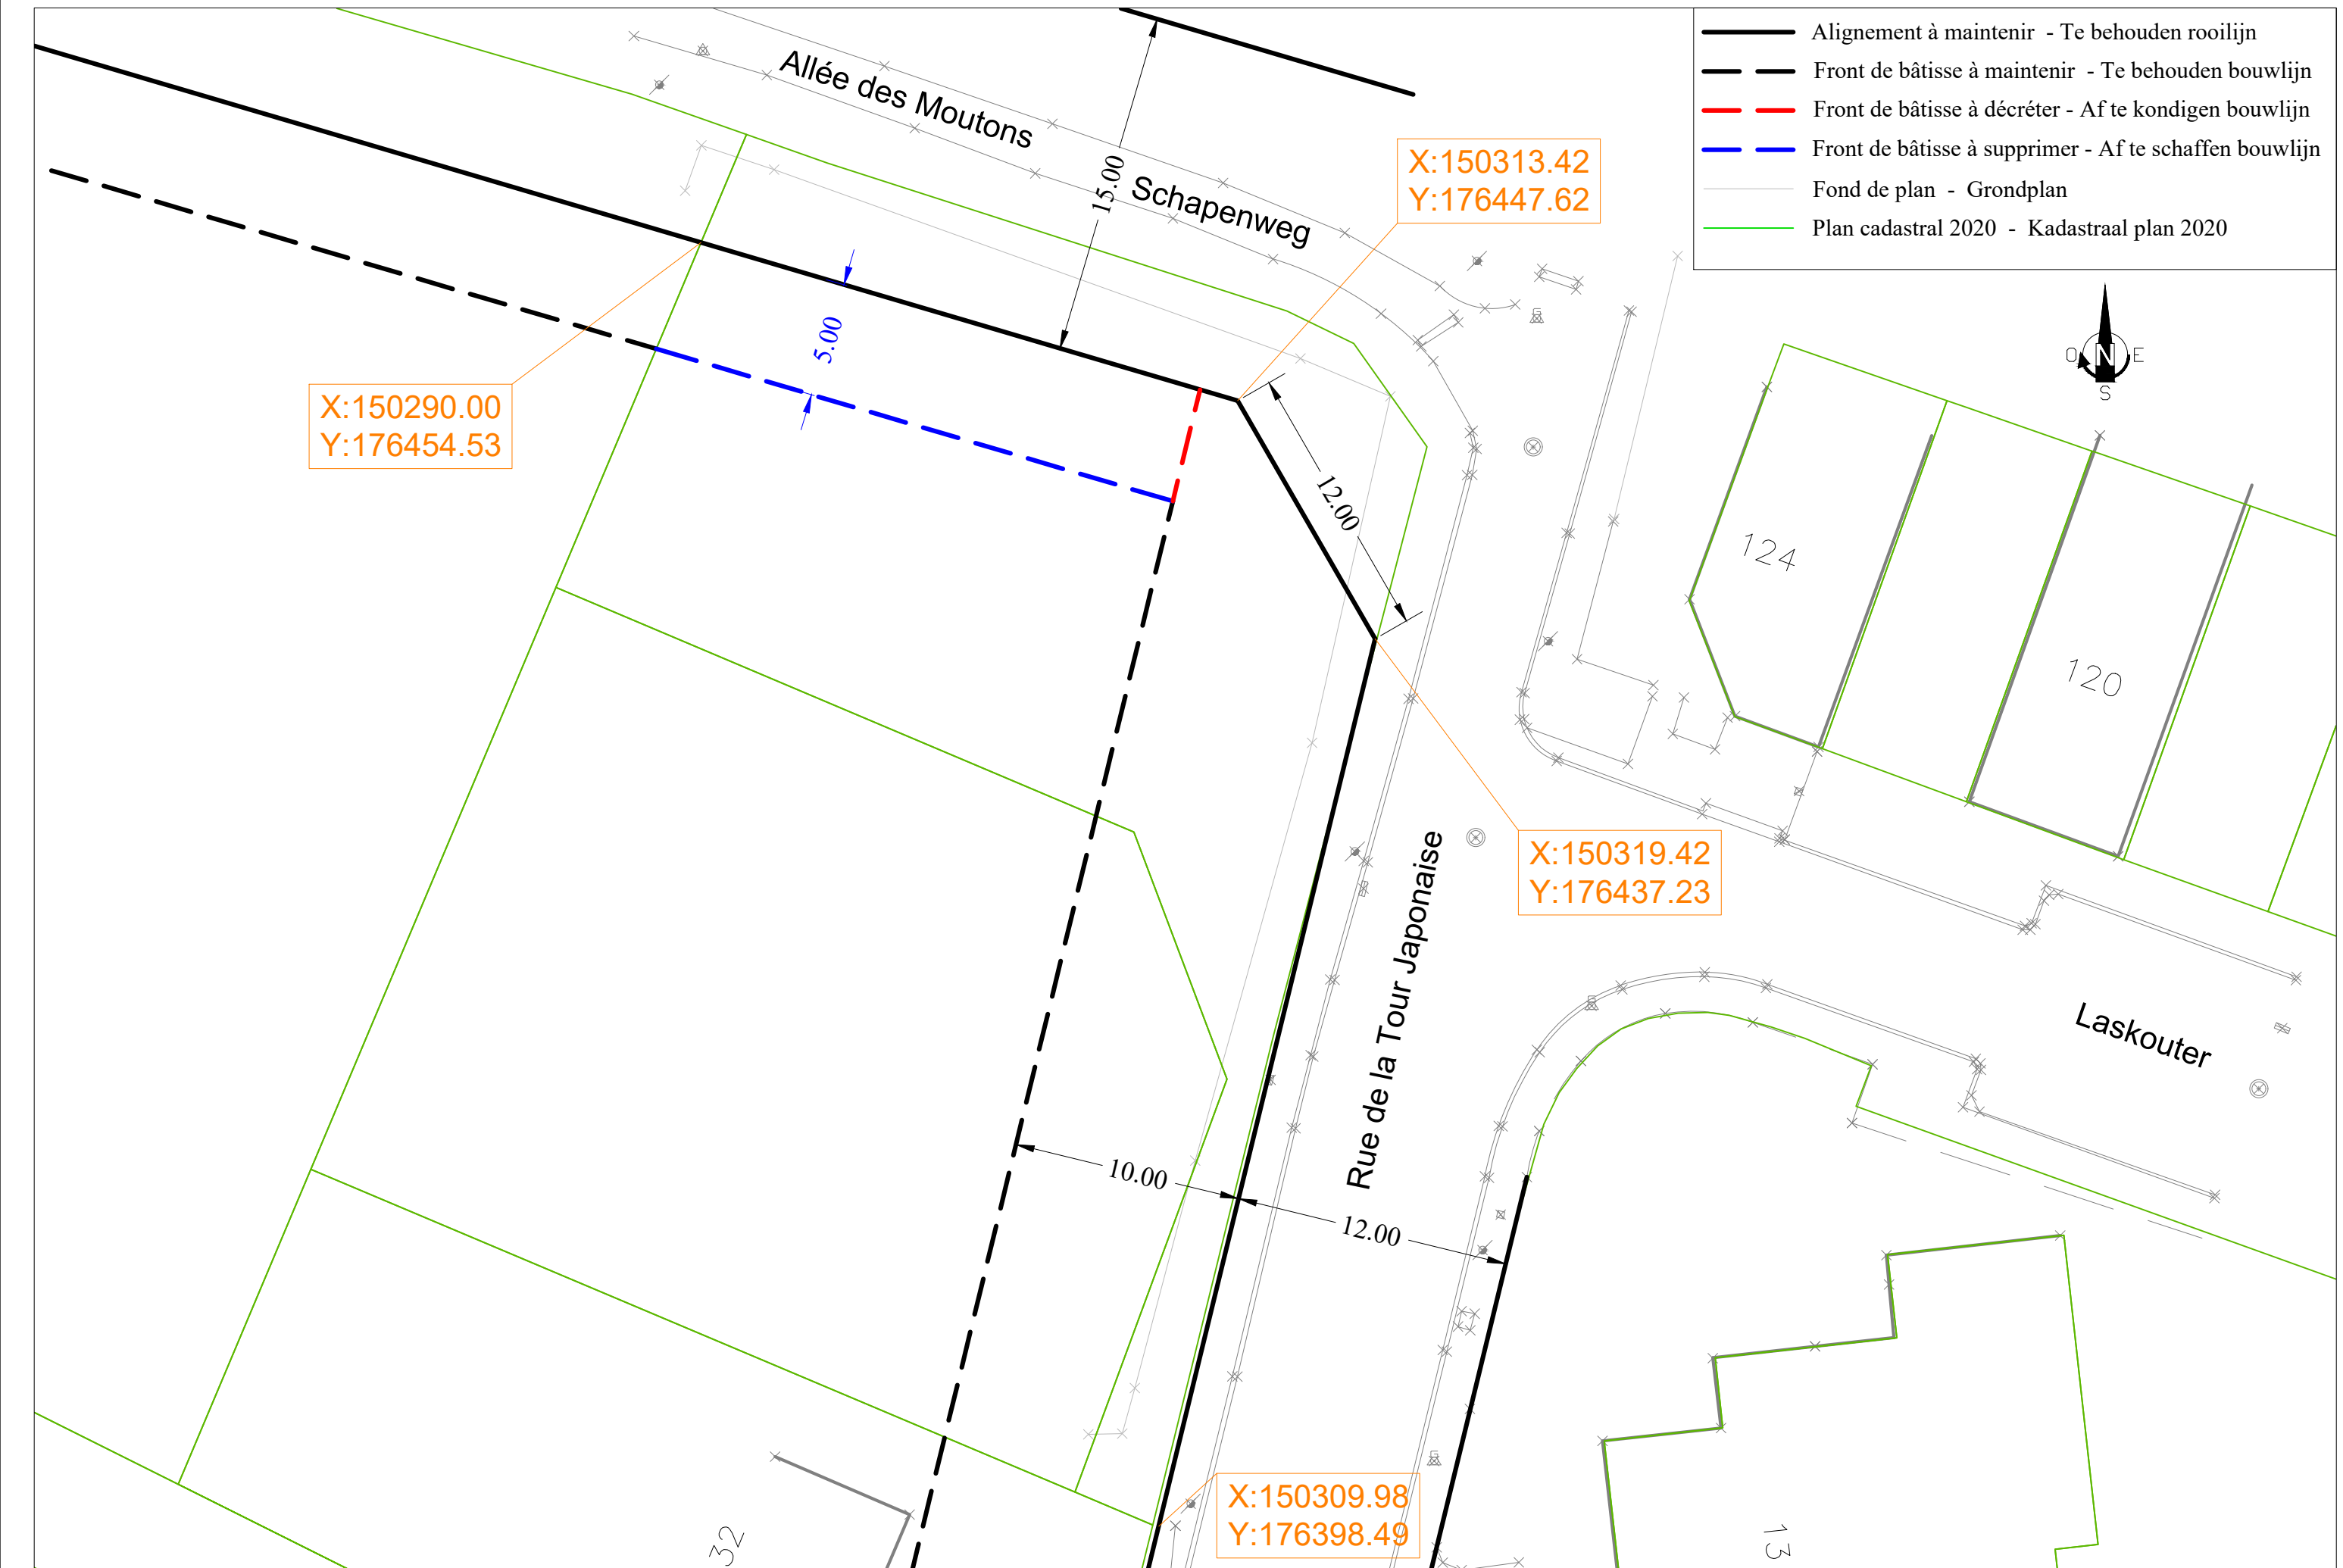 Alignement à maintenir - Te behouden rooilijn
Front de bâtisse à maintenir - Te behouden bouwlijn
Front de bâtisse à décréter - Af te kondigen bouwlijn
Front de bâtisse à supprimer - Af te schaffen bouwlijn
Fond de plan - Grondplan
Plan cadastral 2020 - Kadastraal plan 2020
Allée des Moutons
Schapenweg
15.00
X:150313.42
Y:176447.62
N
O
E
S
5.00
X:150290.00
Y:176454.53
12.00
124
120
X:150319.42
Y:176437.23
Rue de la Tour Japonaise
Laskouter
10.00
12.00
X:150309.98
Y:176398.49
32
13